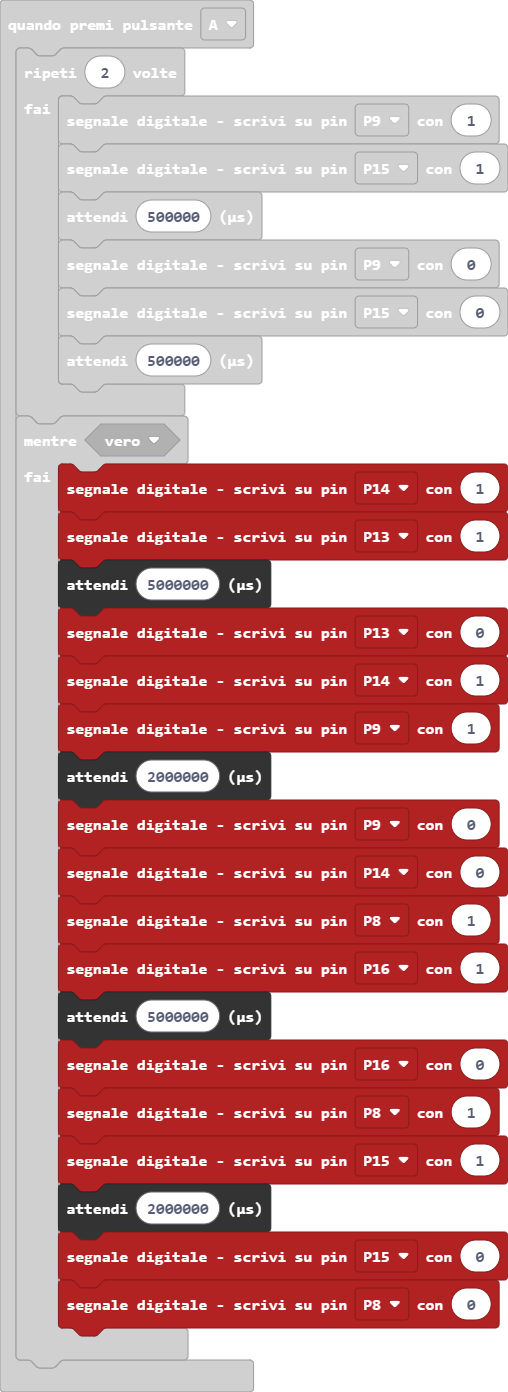 quando premi pulsante A
ripeti 2 volte
fai
segnale digitale - scrivi su pin P9 con 1
segnale digitale - scrivi su pin P15 con 1
attendi 500000 (µs)
segnale digitale - scrivi su pin P9 con 0
segnale digitale - scrivi su pin P15 con 0
attendi 500000 (µs)
mentre vero
fai
segnale digitale - scrivi su pin P14 con 1
segnale digitale - scrivi su pin P13 con 1
attendi 5000000 (µs)
segnale digitale - scrivi su pin P13 con 0
segnale digitale - scrivi su pin P14 con 1
segnale digitale - scrivi su pin P9 con 1
attendi 2000000 (µs)
segnale digitale - scrivi su pin P9 con 0
segnale digitale - scrivi su pin P14 con 0
segnale digitale - scrivi su pin P8 con 1
segnale digitale - scrivi su pin P16 con 1
attendi 5000000 (µs)
segnale digitale - scrivi su pin P16 con 0
segnale digitale - scrivi su pin P8 con 1
segnale digitale - scrivi su pin P15 con 1
attendi 2000000 (µs)
segnale digitale - scrivi su pin P15 con 0
segnale digitale - scrivi su pin P8 con 0